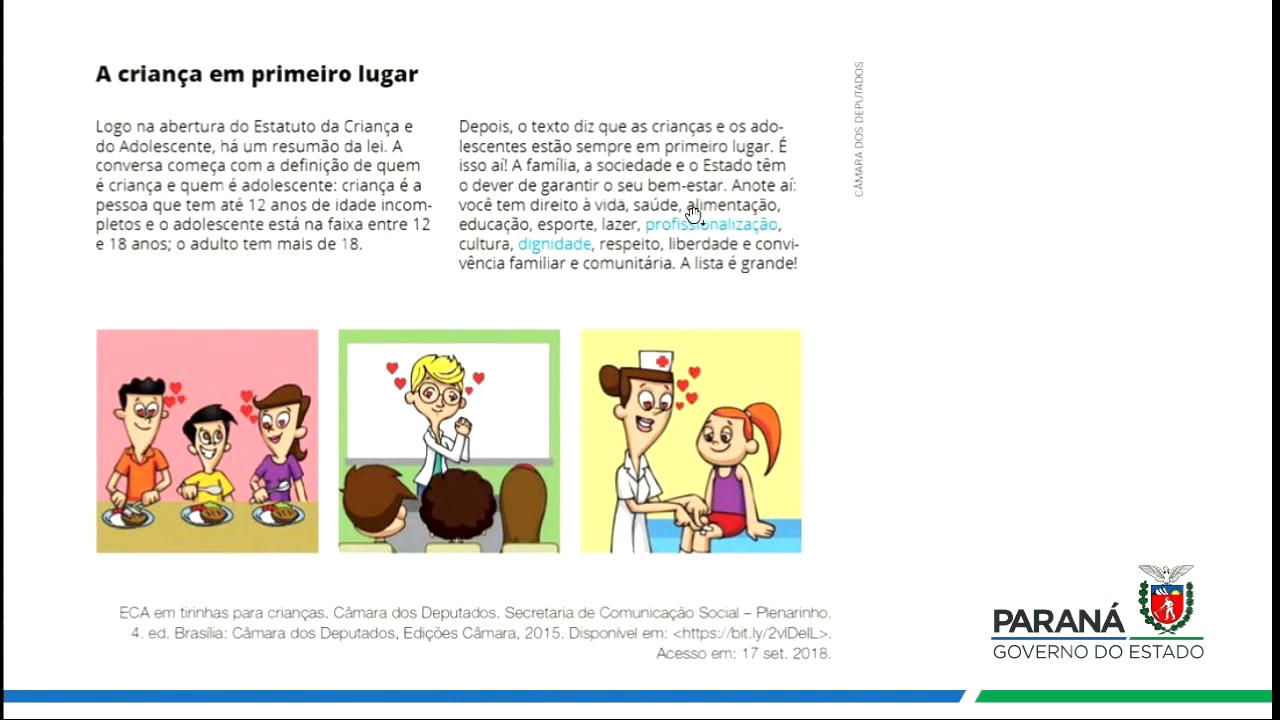 A criança em primeiro lugar
Logo na abertura do Estatuto da Criança e
do Adolescente, há um resumão da lei. A
conversa começa com a definição de quem
é criança e quem é adolescente: criança é a
pessoa que tem até 12 anos de idade incom-
pletos e o adolescente está na faixa entre 12
e 18 anos; o adulto tem mais de 18.
Depois, o texto diz que as crianças e os ado-
lescentes estão sempre em primeiro lugar. É
isso aí! A família, a sociedade e o Estado têm
o dever de garantir o seu bem-estar. Anote aí:
você tem direito à vida, saúde, alimentação,
educação, esporte, lazer, profissionalização,
cultura, dignidade, respeito, liberdade e convi-
vência familiar e comunitária. A lista é grande!
CÂMARA DOS DEPUTADOS
ECA em tirinhas para crianças. Câmara dos Deputados. Secretaria de Comunicação Social – Plenarinho.
4. ed. Brasília: Câmara dos Deputados, Edições Câmara, 2015. Disponível em: <https://bit.ly/2vlDelL>.
Acesso em: 17 set. 2018.
PARANÁ
GOVERNO DO ESTADO